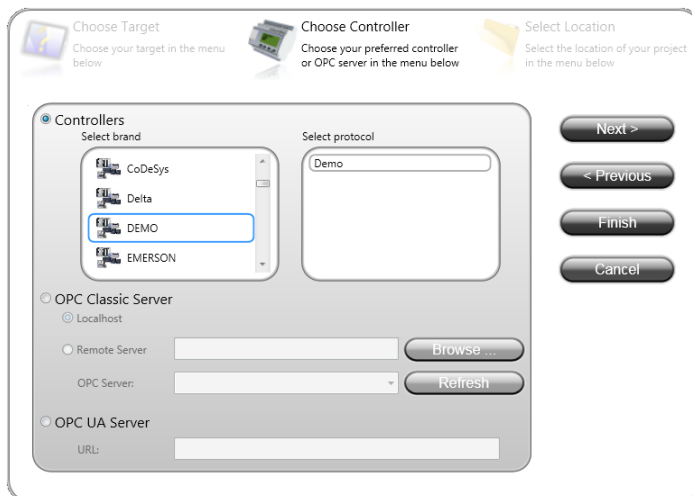 Choose Target
Choose your target in the menu
below
Choose Controller
Choose your preferred controller
or OPC server in the menu below
Select Location
Select the location of your project
in the menu below
Controllers
Select brand
Select protocol
CoDeSys
Delta
DEMO
EMERSON
Demo
Next >
< Previous
Finish
Cancel
OPC Classic Server
Localhost
Remote Server
Browse ...
OPC Server:
Refresh
OPC UA Server
URL: